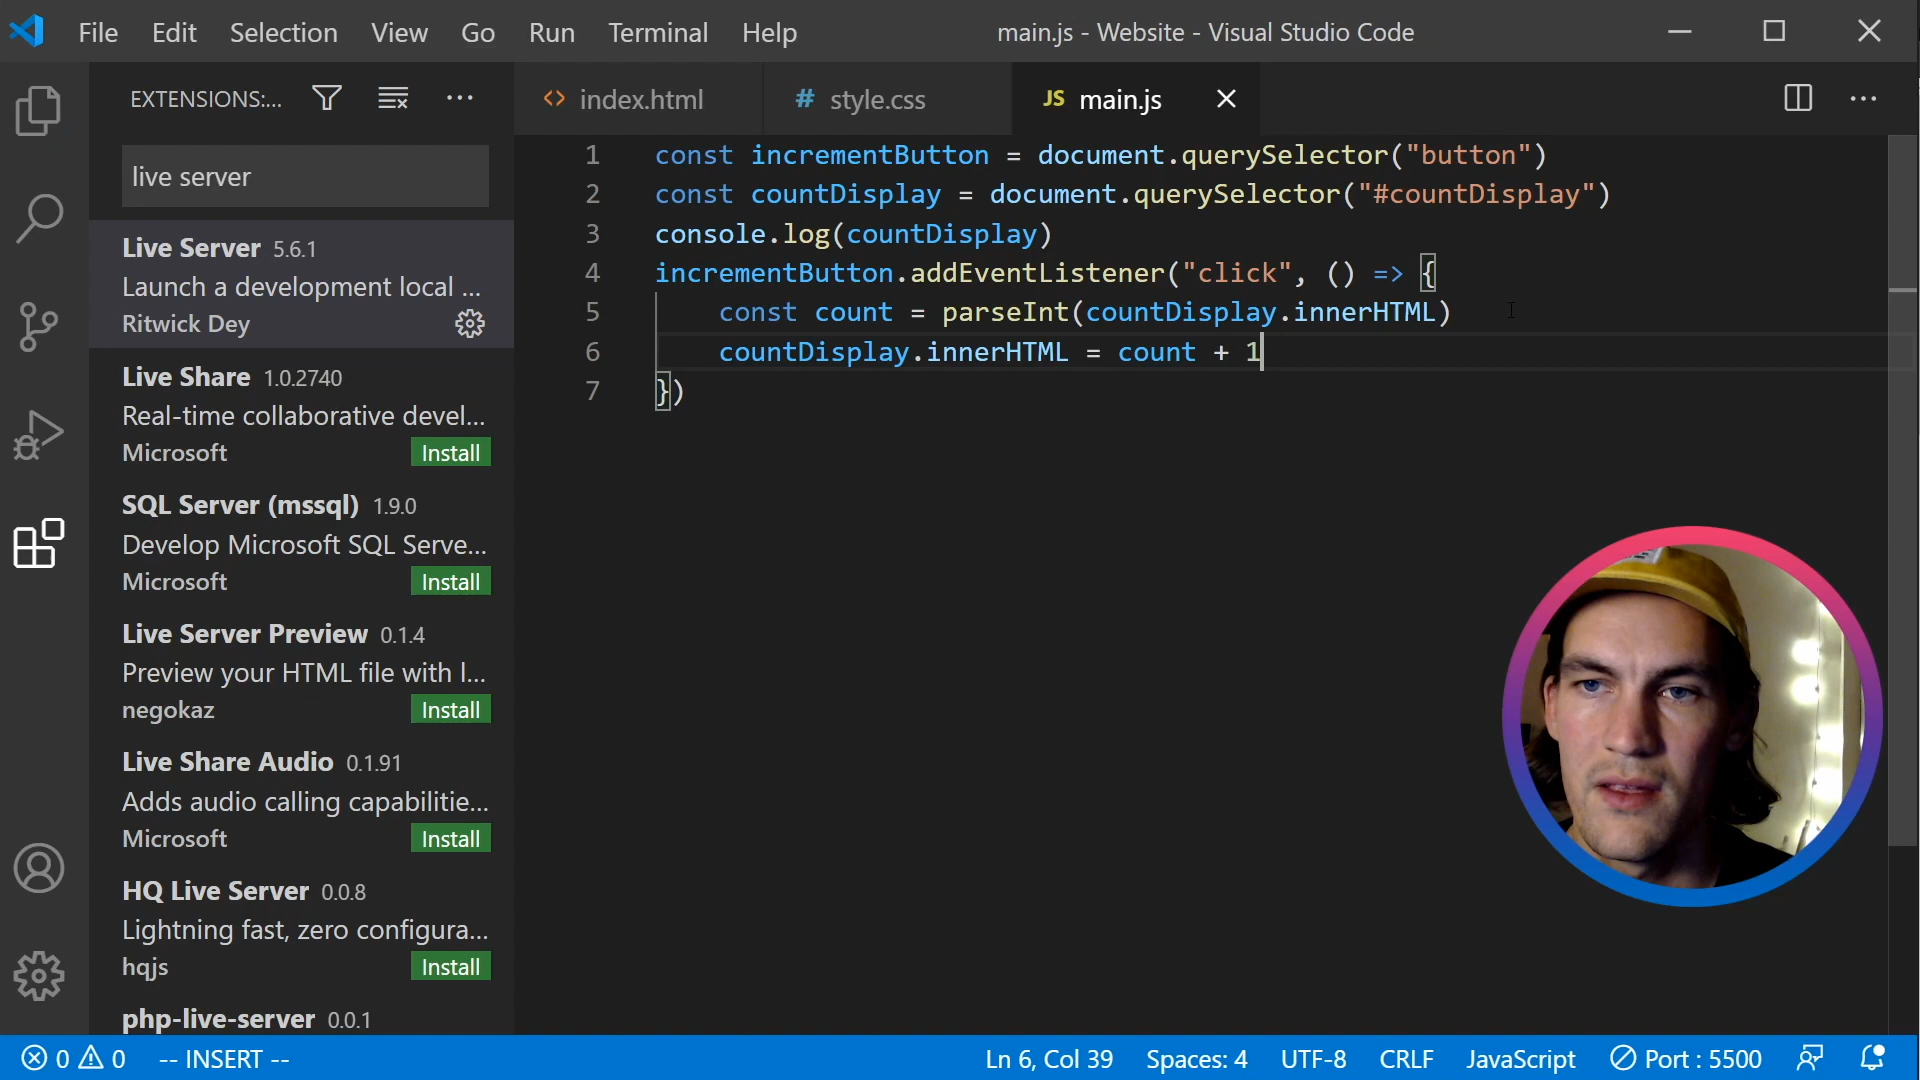 File Edit Selection View Go Run Terminal Help main.js - Website - Visual Studio Code
EXTENSIONS:...
index.html
# style.css
JS main.js
live server
Live Server 5.6.1
Launch a development local ...
Ritwick Dey
Live Share 1.0.2740
Real-time collaborative devel...
Microsoft Install
SQL Server (mssql) 1.9.0
Develop Microsoft SQL Serve...
Microsoft Install
Live Server Preview 0.1.4
Preview your HTML file with l...
negokaz Install
Live Share Audio 0.1.91
Adds audio calling capabilitie...
Microsoft Install
HQ Live Server 0.0.8
Lightning fast, zero configura...
hqjs Install
php-live-server 0.0.1
1 const incrementButton = document.querySelector("button")
2 const countDisplay = document.querySelector("#countDisplay")
3 console.log(countDisplay)
4 incrementButton.addEventListener("click", () => {
5 const count = parseInt(countDisplay.innerHTML)
6 countDisplay.innerHTML = count + 1
7 })
0 0 -- INSERT -- Ln 6, Col 39 Spaces: 4 UTF-8 CRLF JavaScript Port : 5500